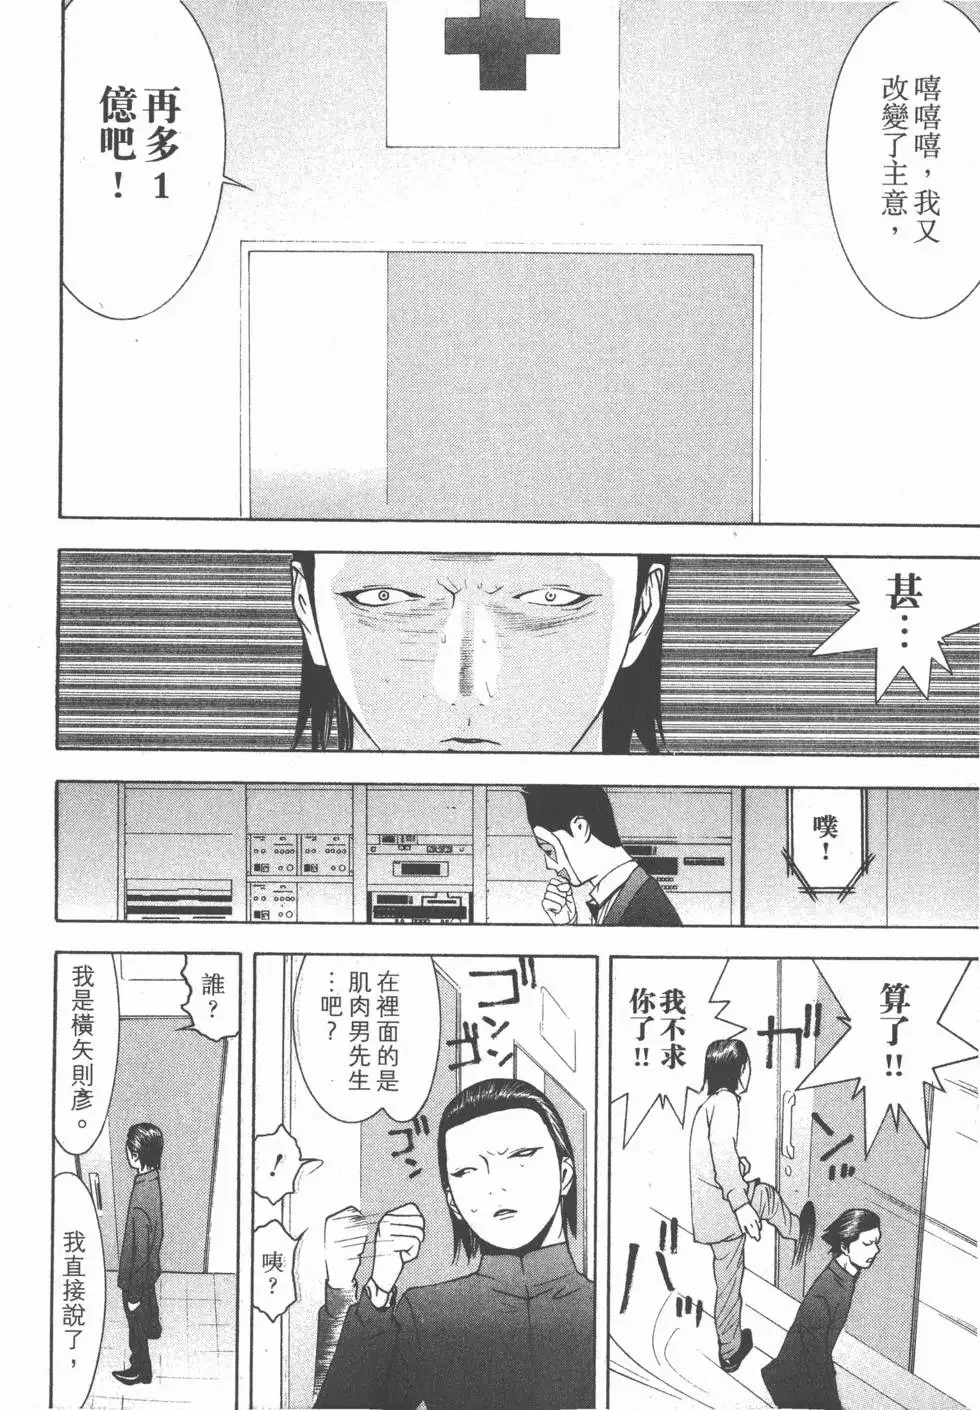 嘻嘻嘻，我又
改變了主意，
再多1
億吧！
甚…
噗！
算了!!
我不求
你了!!
ガン
ガン
ゴンゴン
ゴン
在裡面的是
肌肉男先生
…吧？
！
咦？
誰？
我是橫矢則彥。
我直接說了，